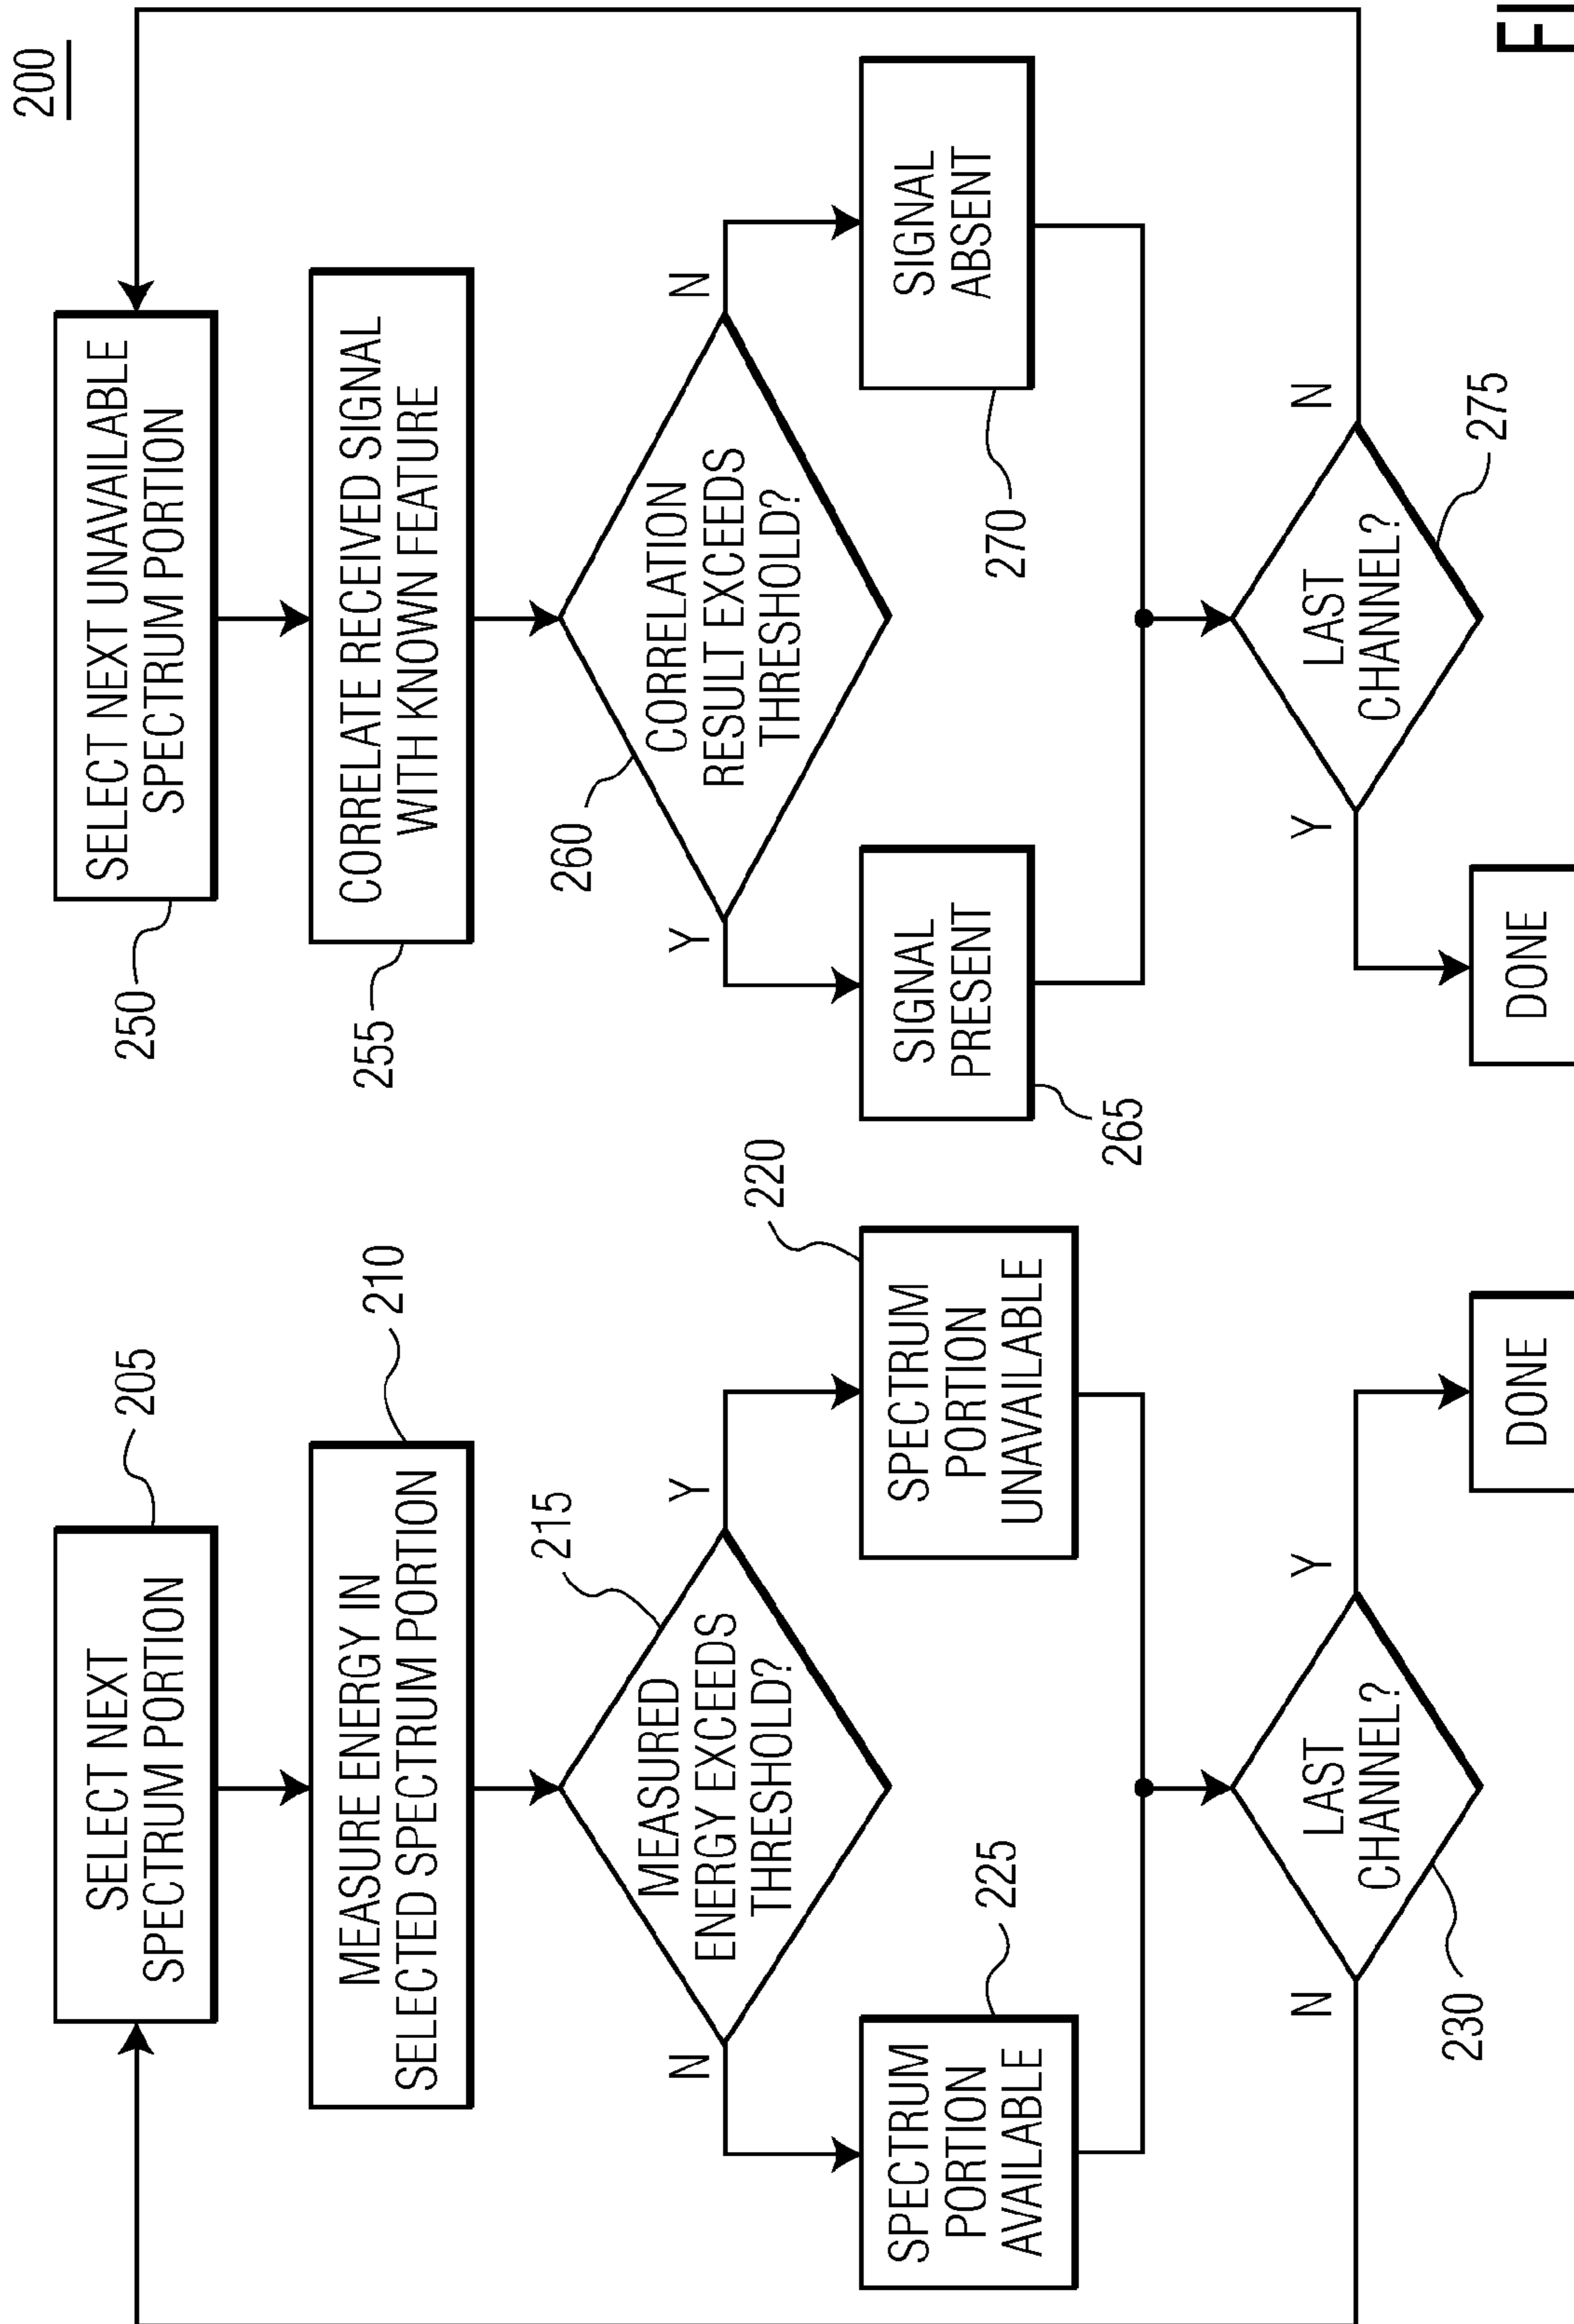 200
SELECT NEXT
SPECTRUM PORTION
205
MEASURE ENERGY IN
SELECTED SPECTRUM PORTION
210
MEASURED
ENERGY EXCEEDS
THRESHOLD?
215
N
Y
SPECTRUM
PORTION
AVAILABLE
225
SPECTRUM
PORTION
UNAVAILABLE
220
LAST
CHANNEL?
230
N
Y
DONE
SELECT NEXT UNAVAILABLE
SPECTRUM PORTION
250
CORRELATE RECEIVED SIGNAL
WITH KNOWN FEATURE
255
CORRELATION
RESULT EXCEEDS
THRESHOLD?
260
Y
N
SIGNAL
PRESENT
265
SIGNAL
ABSENT
270
LAST
CHANNEL?
275
Y
N
DONE